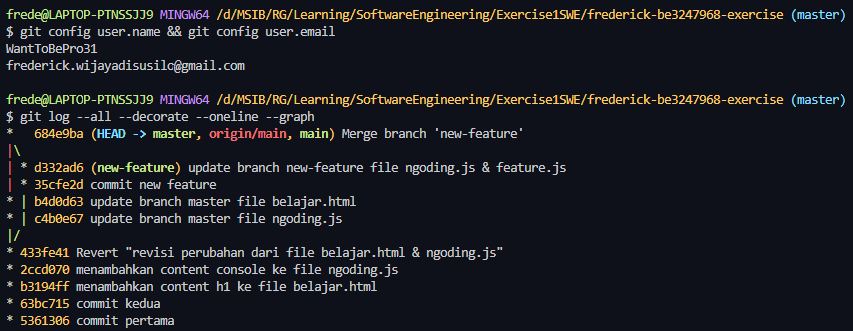 frede@LAPTOP-PTNSSJJ9 MINGW64 /d/MSIB/RG/Learning/SoftwareEngineering/Exercise1SWE/frederick-be3247968-exercise (master)
$ git config user.name && git config user.email
WantToBePro31
frederick.wijayadisusilo@gmail.com

frede@LAPTOP-PTNSSJJ9 MINGW64 /d/MSIB/RG/Learning/SoftwareEngineering/Exercise1SWE/frederick-be3247968-exercise (master)
$ git log --all --decorate --oneline --graph
*   684e9ba (HEAD -> master, origin/main, main) Merge branch 'new-feature'
|\
| * d332ad6 (new-feature) update branch new-feature file ngoding.js & feature.js
| * 35cfe2d commit new feature
* | b4d0d63 update branch master file belajar.html
* | c4b0e67 update branch master file ngoding.js
|/
* 433fe41 Revert "revisi perubahan dari file belajar.html & ngoding.js"
* 2ccd070 menambahkan content console ke file ngoding.js
* b3194ff menambahkan content h1 ke file belajar.html
* 63bc715 commit kedua
* 5361306 commit pertama